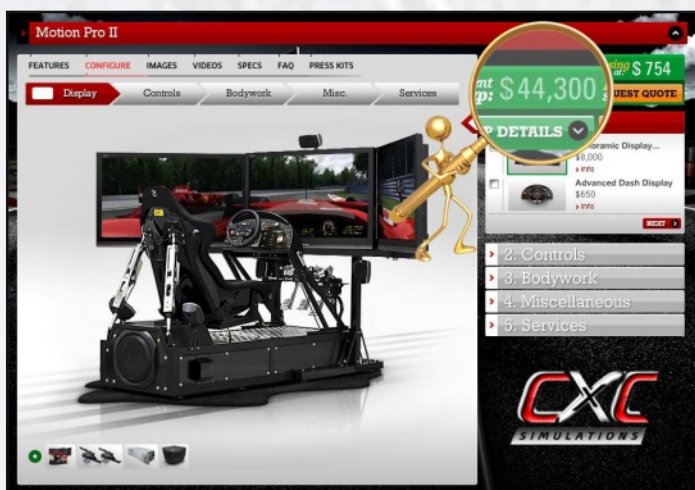 Motion Pro II
FEATURES CONFIGURE IMAGES VIDEOS SPECS FAQ PRESS KITS
Display Controls Bodywork Misc. Services
$44,300
DETAILS
$754
QUOTE
Display...
$8,000
info
Advanced Dash Display
$650
info
NEXT
2. Controls
3. Bodywork
4. Miscellaneous
5. Services
CXC
SIMULATIONS